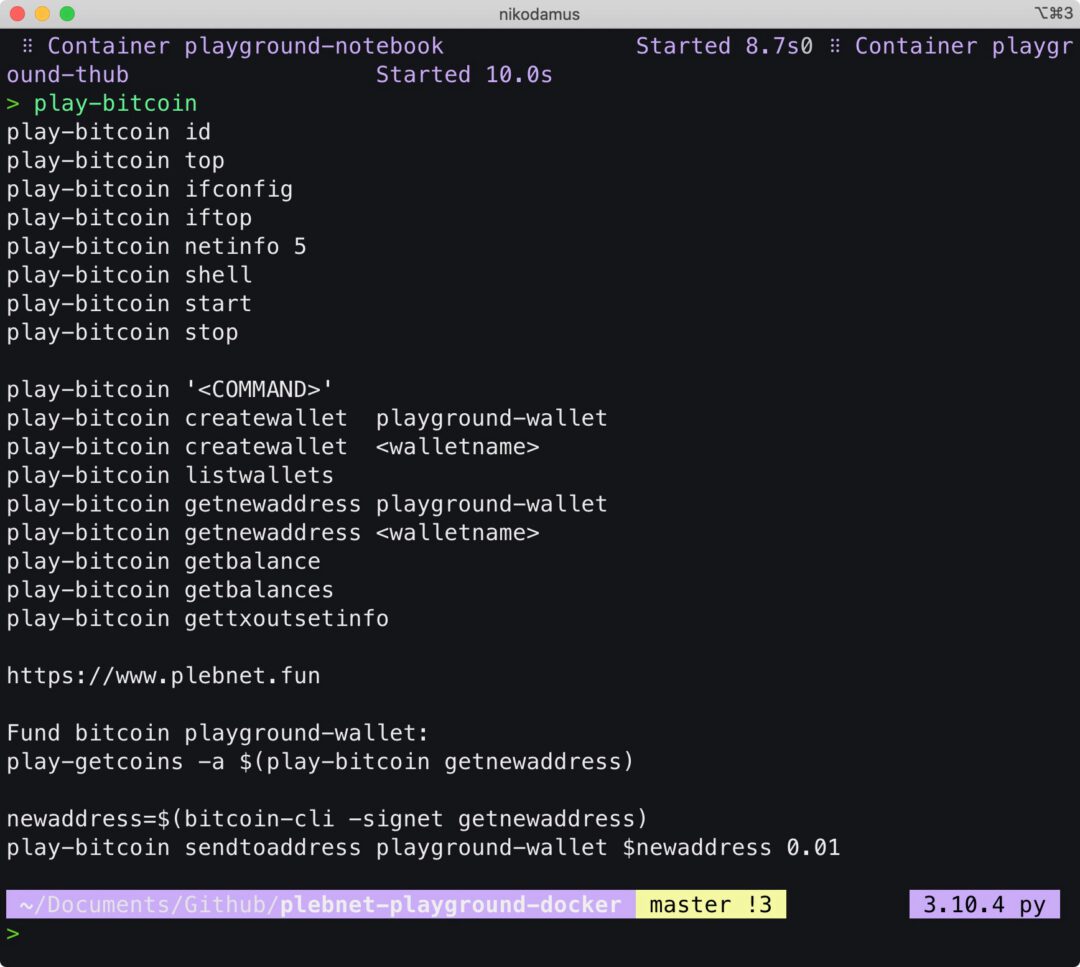 nikodamus
⌥⌘3
⠿ Container playground-notebook Started 8.7s0 ⠿ Container playgr
ound-thub Started 10.0s
> play-bitcoin
play-bitcoin id
play-bitcoin top
play-bitcoin ifconfig
play-bitcoin iftop
play-bitcoin netinfo 5
play-bitcoin shell
play-bitcoin start
play-bitcoin stop
play-bitcoin '<COMMAND>'
play-bitcoin createwallet  playground-wallet
play-bitcoin createwallet  <walletname>
play-bitcoin listwallets
play-bitcoin getnewaddress playground-wallet
play-bitcoin getnewaddress <walletname>
play-bitcoin getbalance
play-bitcoin getbalances
play-bitcoin gettxoutsetinfo
https://www.plebnet.fun
Fund bitcoin playground-wallet:
play-getcoins -a $(play-bitcoin getnewaddress)
newaddress=$(bitcoin-cli -signet getnewaddress)
play-bitcoin sendtoaddress playground-wallet $newaddress 0.01
~/Documents/Github/plebnet-playground-docker master !3 3.10.4 py
>